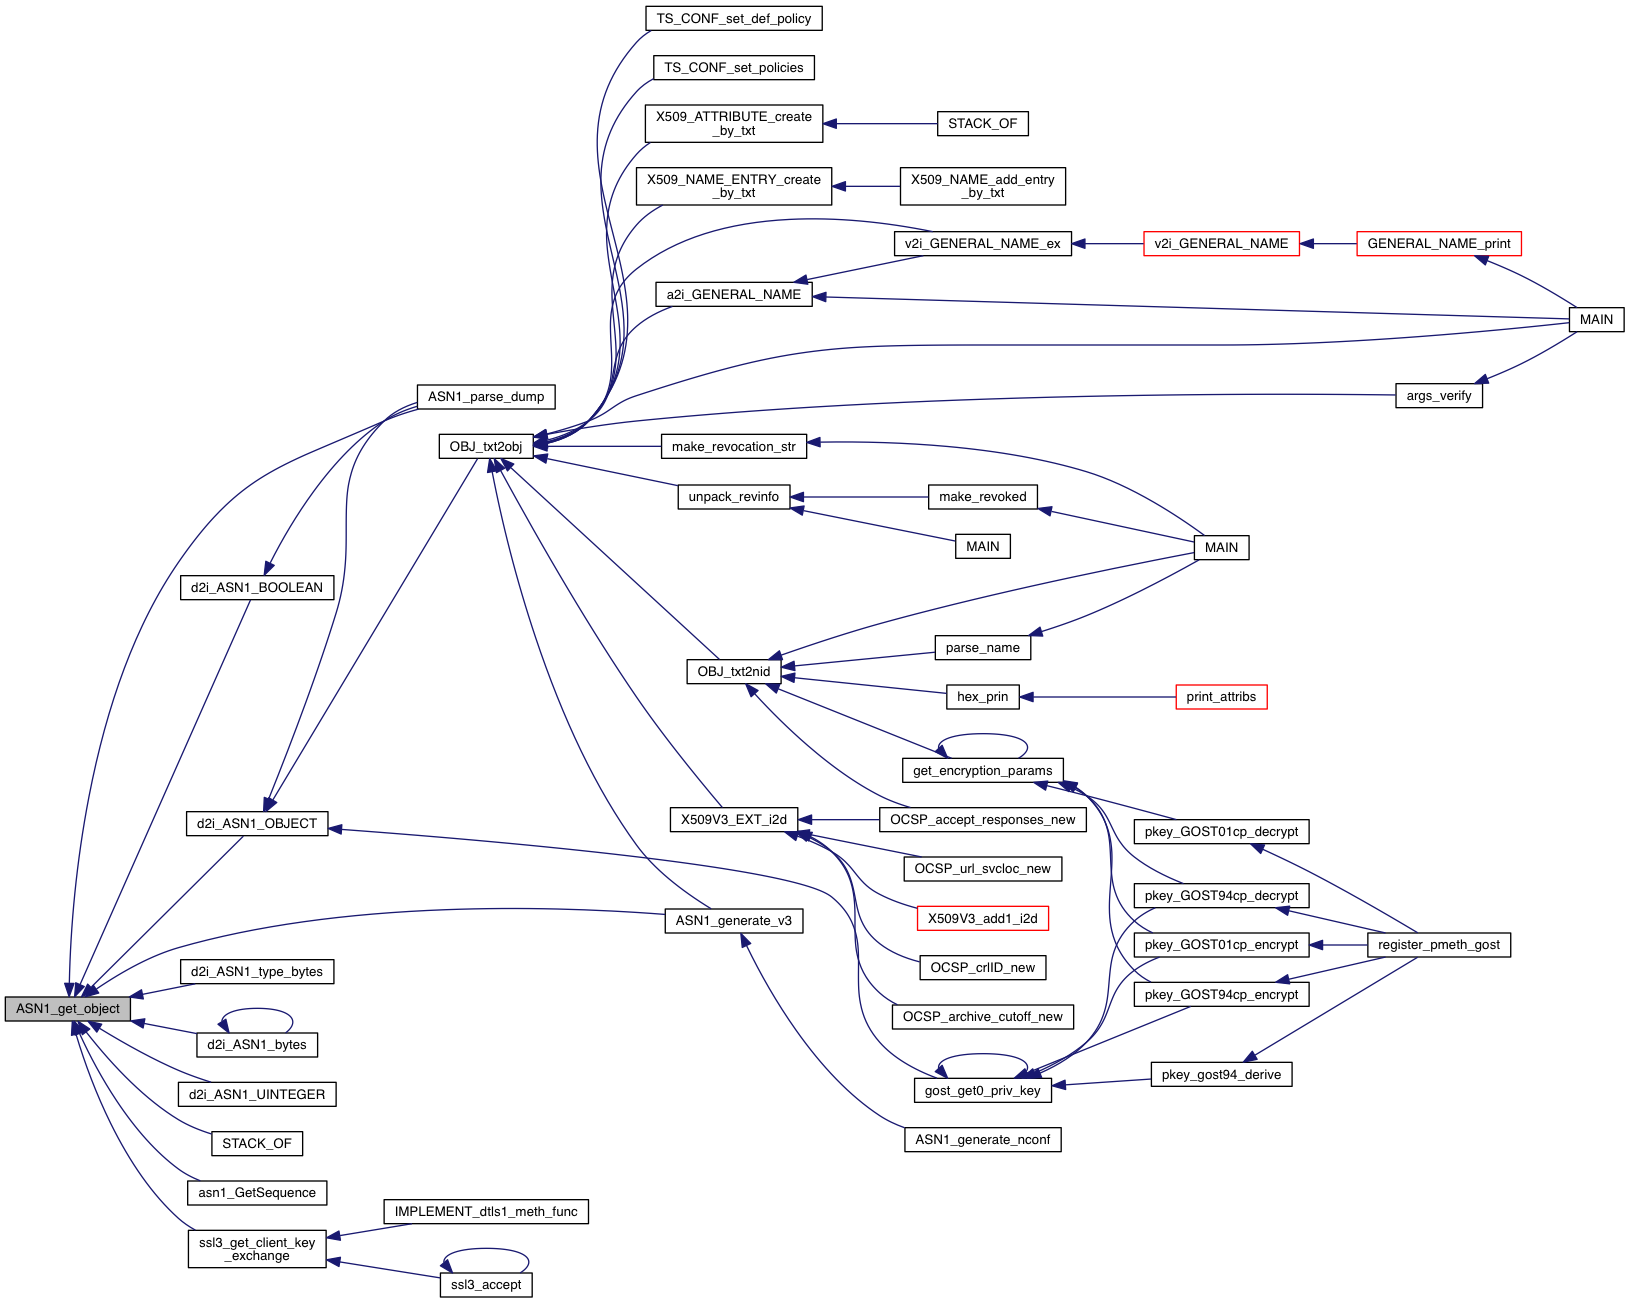 TS_CONF_set_def_policy
TS_CONF_set_policies
X509_ATTRIBUTE_create
_by_txt
STACK_OF
X509_NAME_ENTRY_create
_by_txt
X509_NAME_add_entry
_by_txt
v2i_GENERAL_NAME_ex
v2i_GENERAL_NAME
GENERAL_NAME_print
a2i_GENERAL_NAME
MAIN
ASN1_parse_dump
args_verify
OBJ_txt2obj
make_revocation_str
unpack_revinfo
make_revoked
MAIN
MAIN
d2i_ASN1_BOOLEAN
parse_name
OBJ_txt2nid
hex_prin
print_attribs
get_encryption_params
d2i_ASN1_OBJECT
X509V3_EXT_i2d
OCSP_accept_responses_new
pkey_GOST01cp_decrypt
OCSP_url_svcloc_new
pkey_GOST94cp_decrypt
ASN1_generate_v3
X509V3_add1_i2d
pkey_GOST01cp_encrypt
register_pmeth_gost
OCSP_crlID_new
d2i_ASN1_type_bytes
pkey_GOST94cp_encrypt
ASN1_get_object
OCSP_archive_cutoff_new
d2i_ASN1_bytes
pkey_gost94_derive
gost_get0_priv_key
d2i_ASN1_UINTEGER
STACK_OF
ASN1_generate_nconf
asn1_GetSequence
IMPLEMENT_dtls1_meth_func
ssl3_get_client_key
_exchange
ssl3_accept